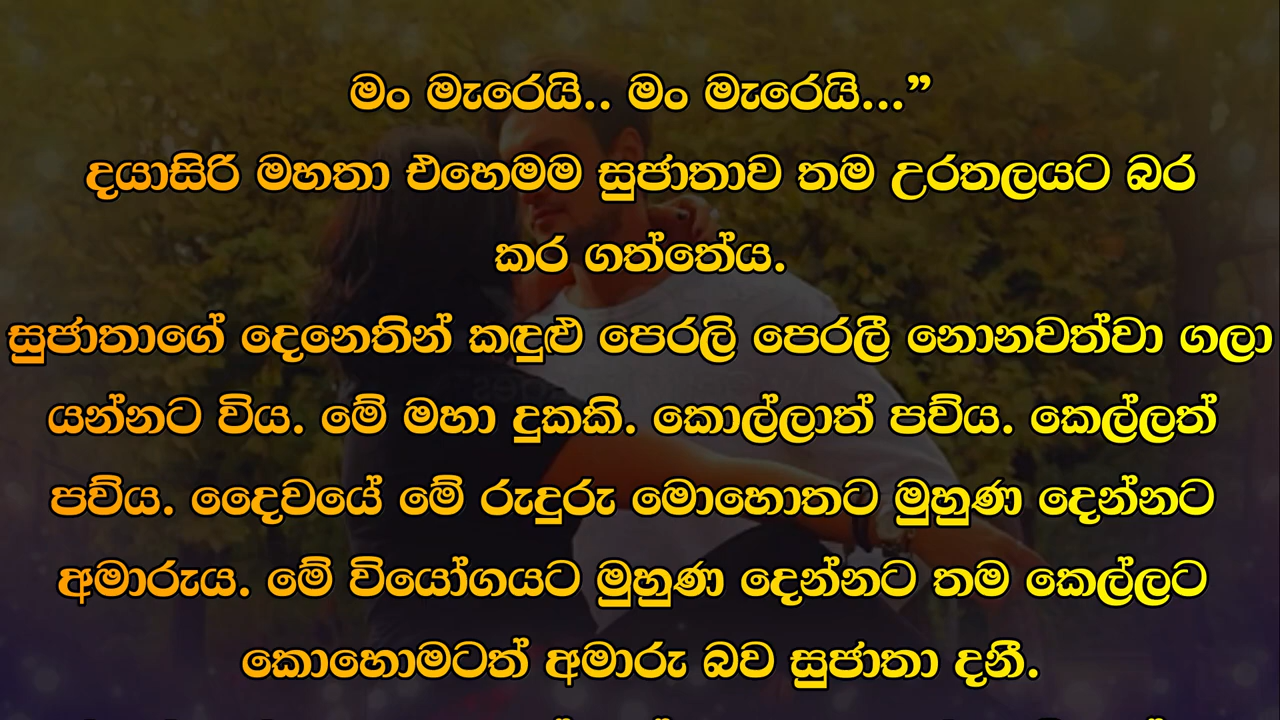 මං මැරෙයි.. මං මැරෙයි...”
දයාසිරි මහතා එහෙමම සුජාතාව තම උරතලයට බර
කර ගත්තේය.
සුජාතාගේ දෙනෙතින් කඳුළු පෙරලි පෙරලී නොනවත්වා ගලා
යන්නට විය. මේ මහා දුකකි. කොල්ලාත් පව්ය. කෙල්ලත්
පව්ය. දෛවයේ මේ රුදුරු මොහොතට මුහුණ දෙන්නට
අමාරුය. මේ වියෝගයට මුහුණ දෙන්නට තම කෙල්ලට
කොහොමටත් අමාරු බව සුජාතා දනී.